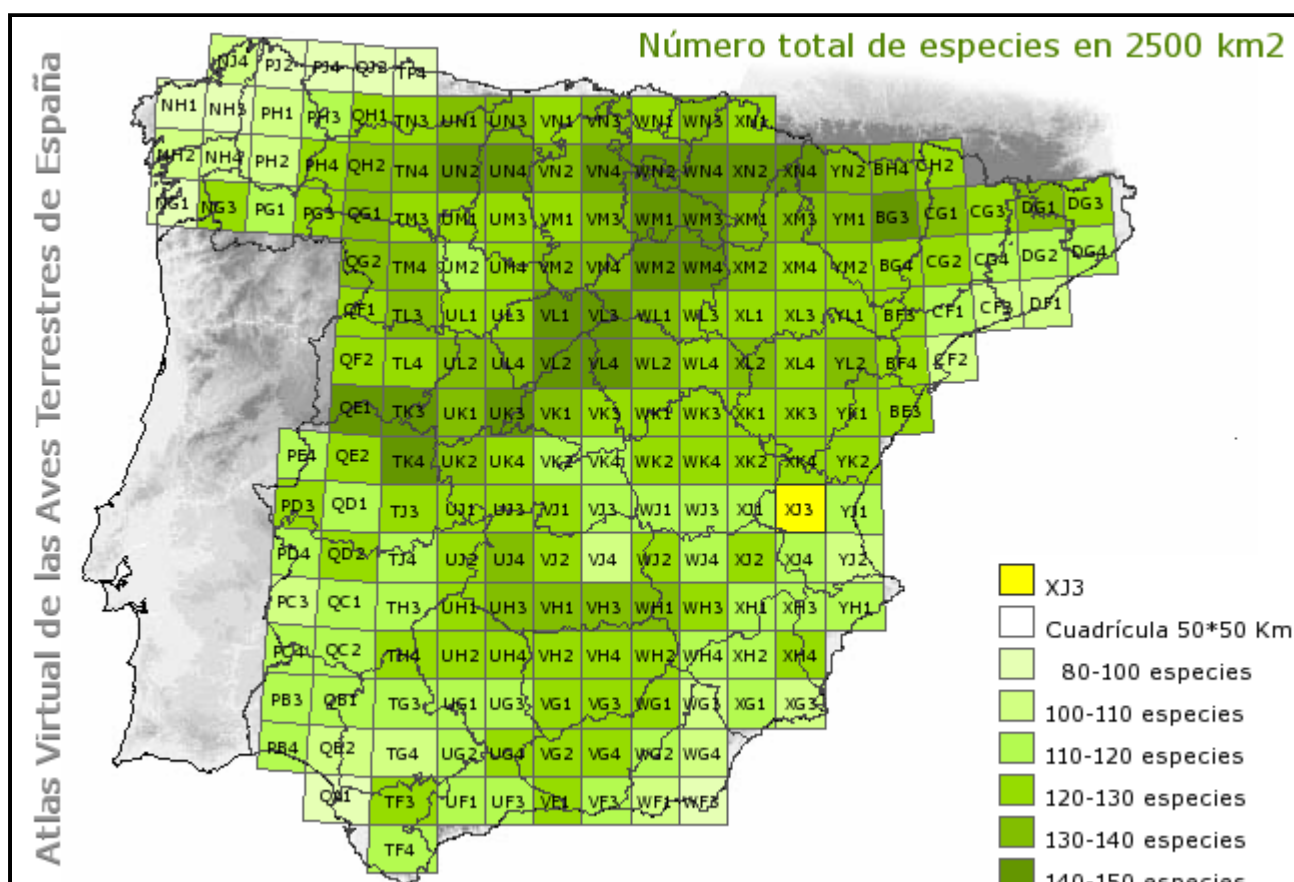 Número total de especies en 2500 km2
Atlas Virtual de las Aves Terrestres de España
NJ4 PJ2 PJ4 QJ2 TP4
NH1 NH3 PH1 PH3 QH1 TN3 UN1 UN3 VN1 VN3 WN1 WN3 XN1
NH2 NH4 PH2 PH4 QH2 TN4 UN2 UN4 VN2 VN4 WN2 WN4 XN2 XN4 YN2 BH4 CH2
NG1 NG3 PG1 PG3 QG1 TM3 UM1 UM3 VM1 VM3 WM1 WM3 XM1 XM3 YM1 BG3 CG1 CG3 DG1 DG3
QG2 TM4 UM2 UM4 VM2 VN4 WM2 WM4 XM2 XM4 YM2 BG4 CG2 CG4 DG2 DG4
QF1 TL3 UL1 UL3 VL1 VL3 WL1 WL3 XL1 XL3 YL1 BF3 CF1 CF3 DF1
QF2 TL4 UL2 UL4 VL2 VL4 WL2 WL4 XL2 XL4 YL2 BF4 CF2
QE1 TK3 UK1 UK3 VK1 VK3 WK1 WK3 XK1 XK3 YK1 BE3
PE4 QE2 TK4 UK2 UK4 VK2 VK4 WK2 WK4 XK2 XK4 YK2
PD3 QD1 TJ3 UJ1 UJ3 VJ1 VJ3 WJ1 WJ3 XJ1 XJ3 YJ1
PD4 QD2 TJ4 UJ2 UJ4 VJ2 VJ4 WJ2 WJ4 XJ2 XJ4 YJ2
PC3 QC1 TH3 UH1 UH3 VH1 VH3 WH1 WH3 XH1 XH3 YH1
PC4 QC2 TH4 UH2 UH4 VH2 VH4 WH2 WH4 XH2 XH4
PB3 QB1 TG3 UG1 UG3 VG1 VG3 WG1 WG3 XG1 XG3
PB4 QB2 TG4 UG2 UG4 VG2 VG4 WG2 WG4
TF3 UF1 UF3 VF1 VF3 WF1 WF3
TF4
XJ3
Cuadrícula 50*50 Km
80-100 especies
100-110 especies
110-120 especies
120-130 especies
130-140 especies
140-150 especies